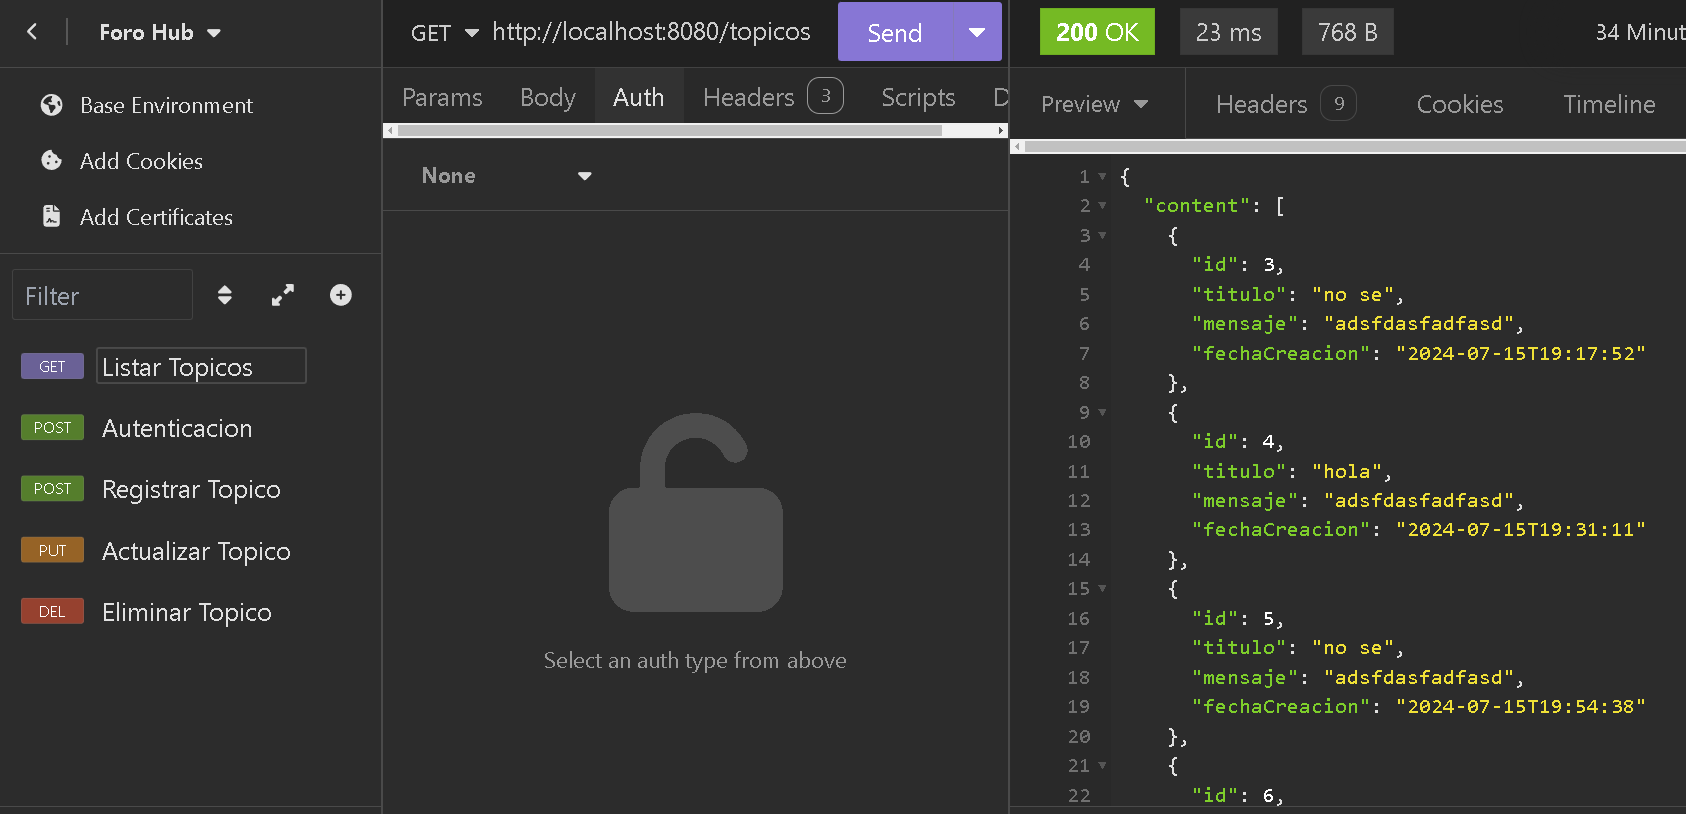 Foro Hub
Base Environment
Add Cookies
Add Certificates
Filter
GET Listar Topicos
POST Autenticacion
POST Registrar Topico
PUT Actualizar Topico
DEL Eliminar Topico
GET http://localhost:8080/topicos Send
Params Body Auth Headers 3 Scripts D
None
Select an auth type from above
200 OK 23 ms 768 B 34 Minut
Preview Headers 9 Cookies Timeline
1 {
2 "content": [
3 {
4 "id": 3,
5 "titulo": "no se",
6 "mensaje": "adsfdasfadfasd",
7 "fechaCreacion": "2024-07-15T19:17:52"
8 },
9 {
10 "id": 4,
11 "titulo": "hola",
12 "mensaje": "adsfdasfadfasd",
13 "fechaCreacion": "2024-07-15T19:31:11"
14 },
15 {
16 "id": 5,
17 "titulo": "no se",
18 "mensaje": "adsfdasfadfasd",
19 "fechaCreacion": "2024-07-15T19:54:38"
20 },
21 {
22 "id": 6,